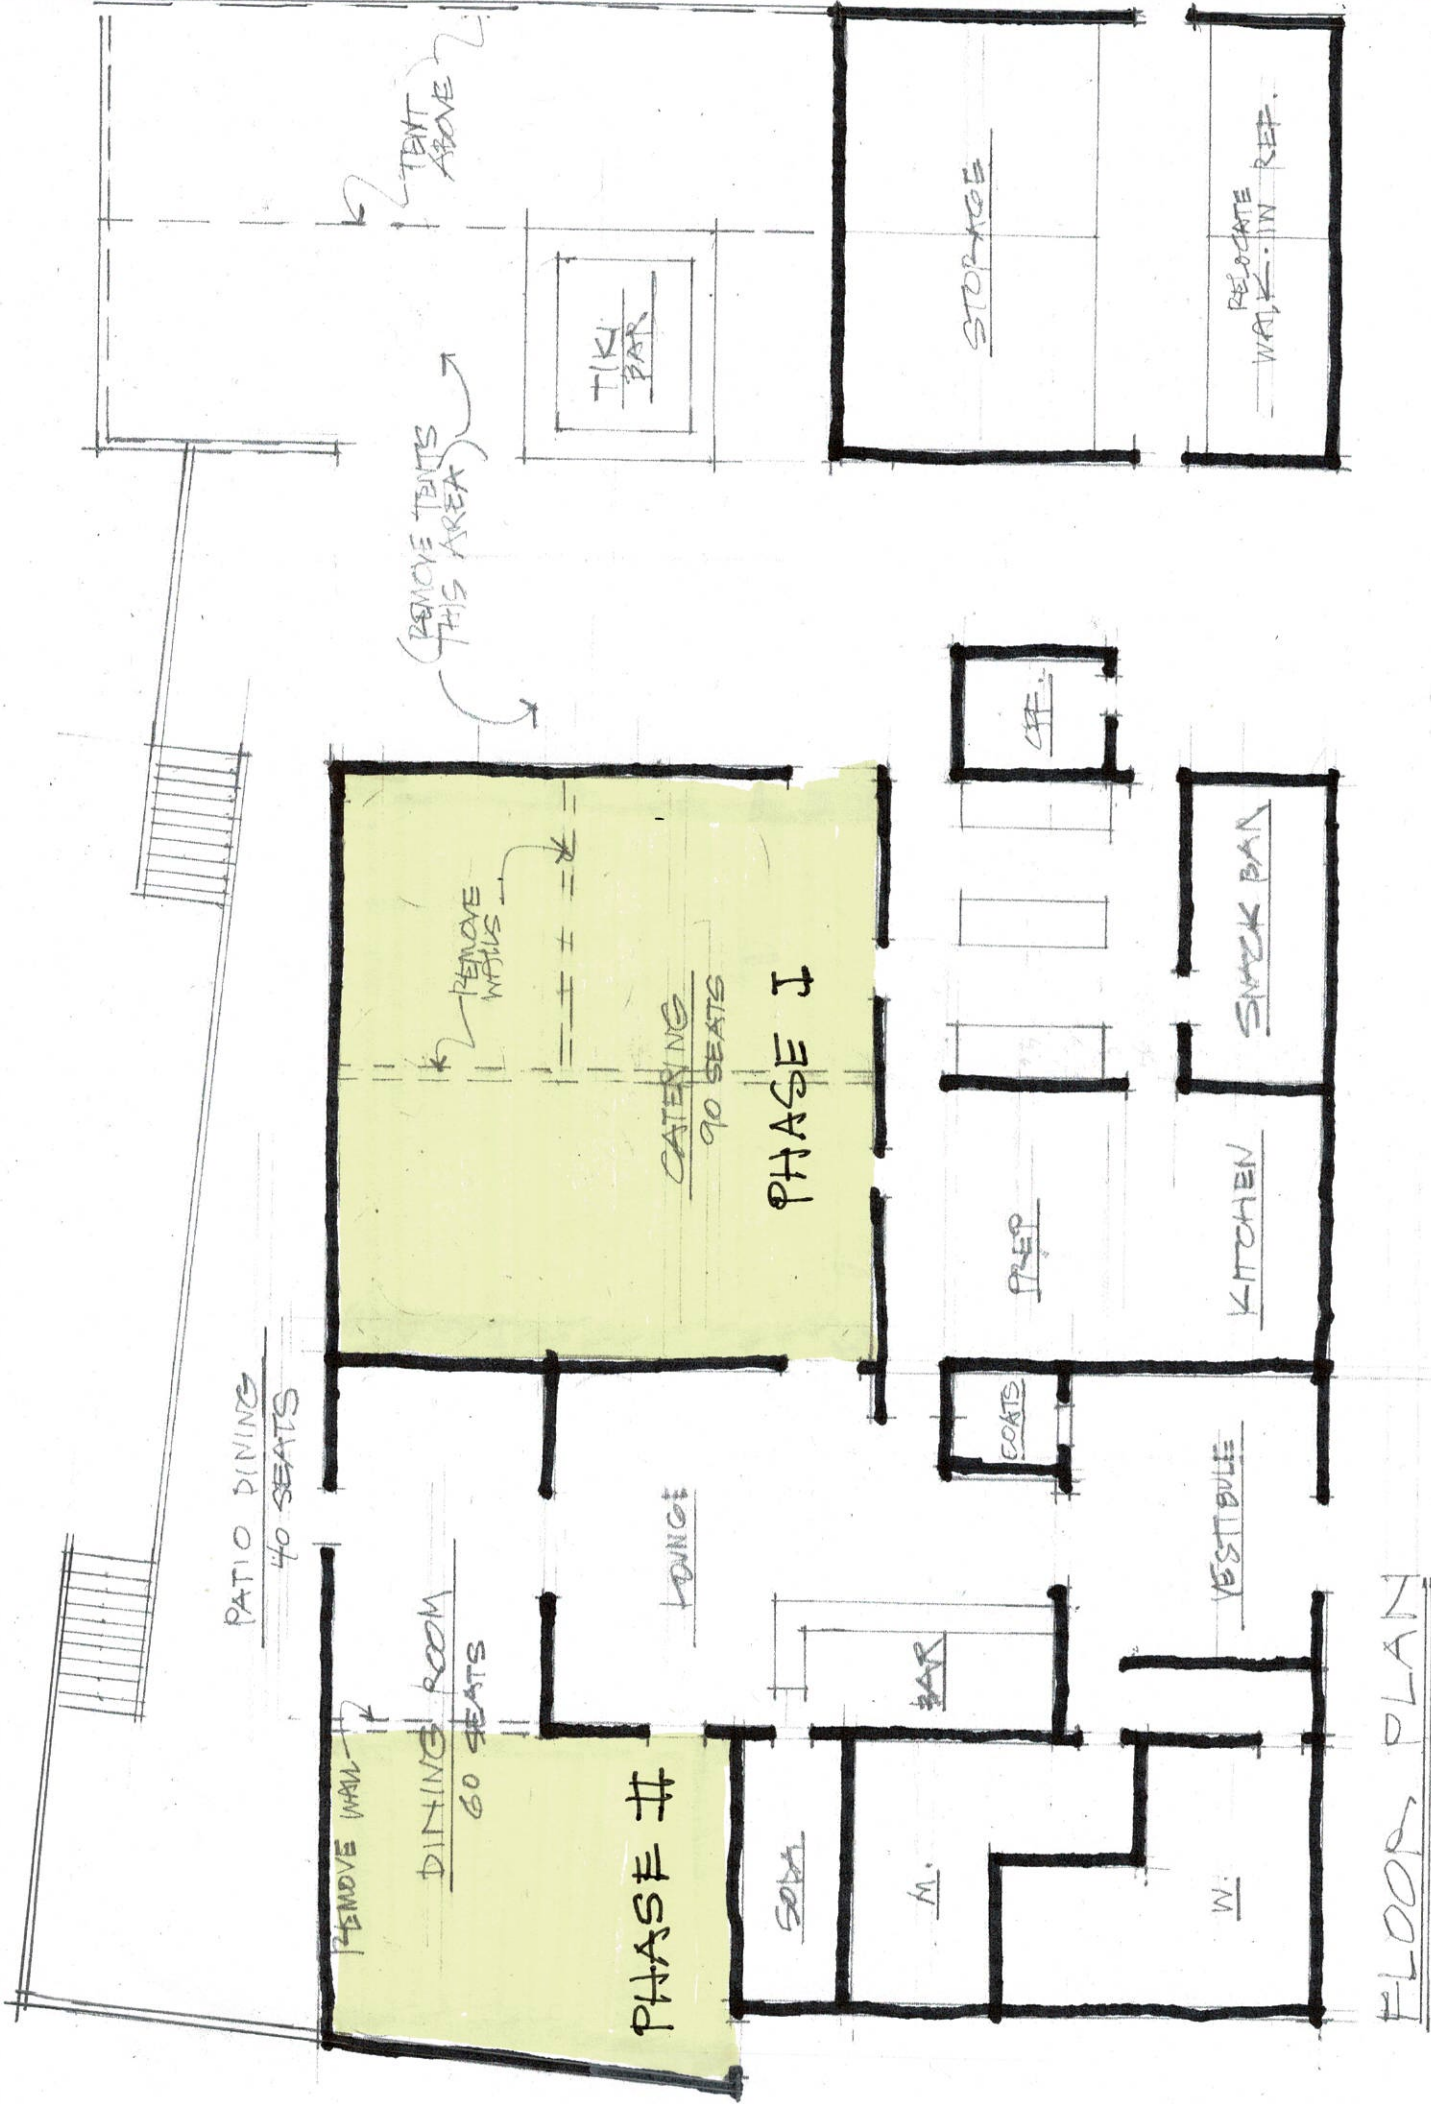 PATIO DINING
40 SEATS
TENT
ABOVE
(REMOVE TENTS
THIS AREA)
REMOVE WALL
DINING ROOM
60 SEATS
REMOVE
WALLS
TIKI
BAR
PHASE II
LOUNGE
CATERING
90 SEATS
PHASE I
SODA
BAR
M.
COATS
PREP
OFF.
STORAGE
W.
VESTIBULE
KITCHEN
SNACK BAR
RELOCATE
WALK.IN REF.
FLOOR PLAN